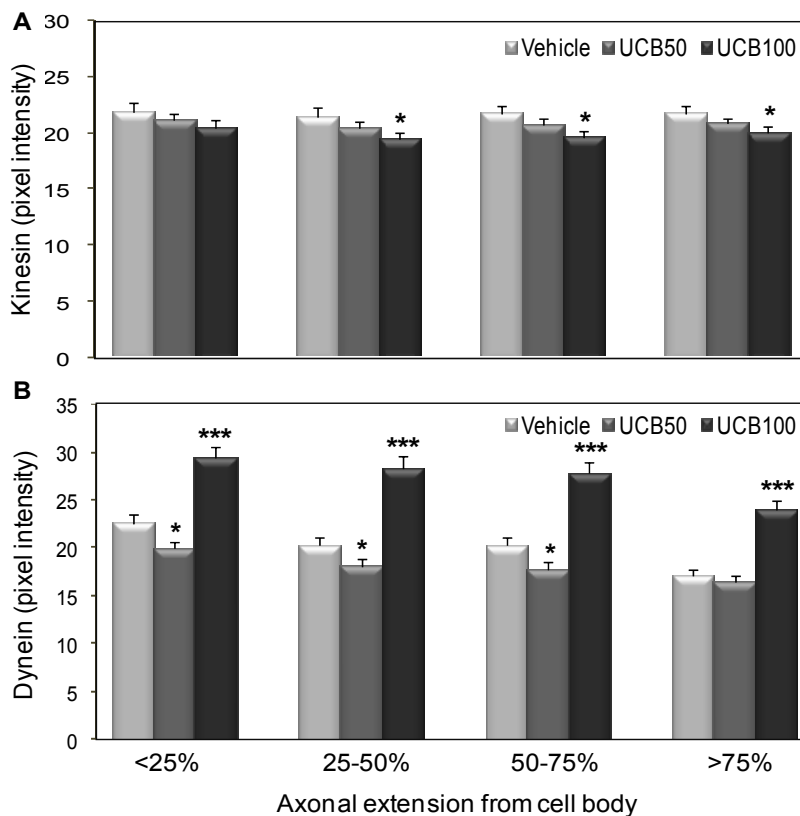 A
30
25
20
15
10
5
0
Kinesin (pixel intensity)
Vehicle UCB50 UCB100
*
*
*
B
35
30
25
20
15
10
5
0
Dynein (pixel intensity)
Vehicle UCB50 UCB100
* ***
* ***
* ***
***
<25% 25-50% 50-75% >75%
Axonal extension from cell body